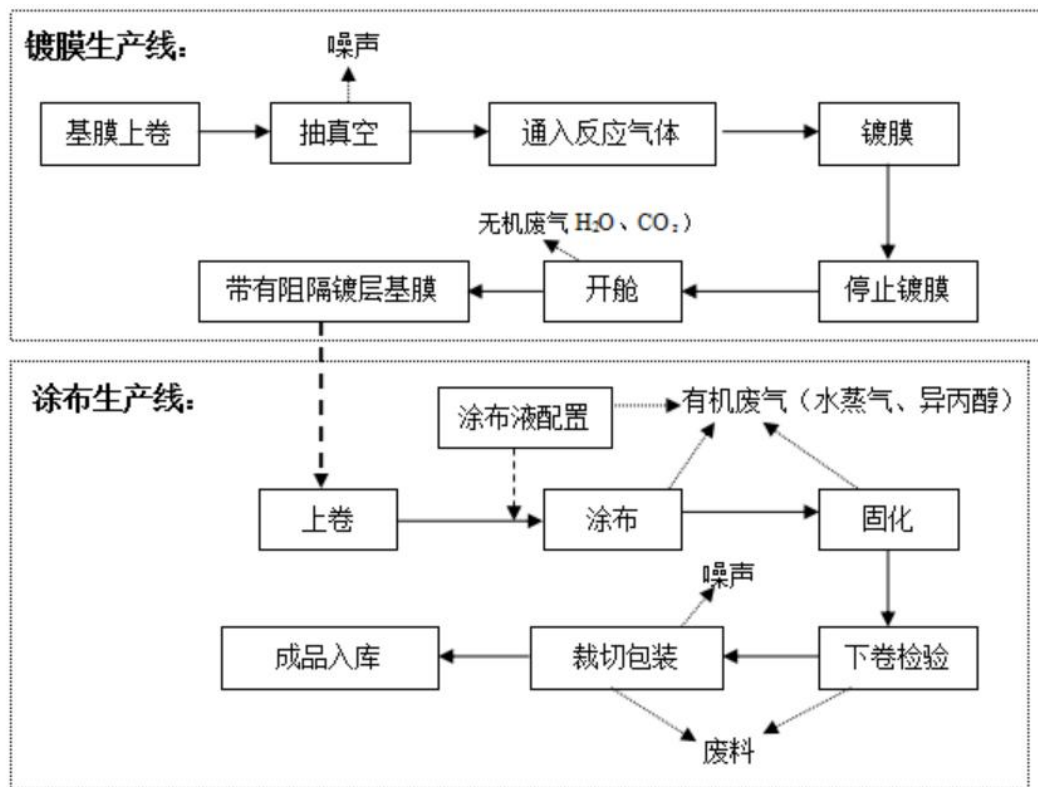 镀膜生产线：
噪声
基膜上卷
抽真空
通入反应气体
镀膜
无机废气 H₂O、CO₂）
带有阻隔镀层基膜
开舱
停止镀膜
涂布生产线：
涂布液配置
有机废气（水蒸气、异丙醇）
上卷
涂布
固化
噪声
成品入库
裁切包装
下卷检验
废料